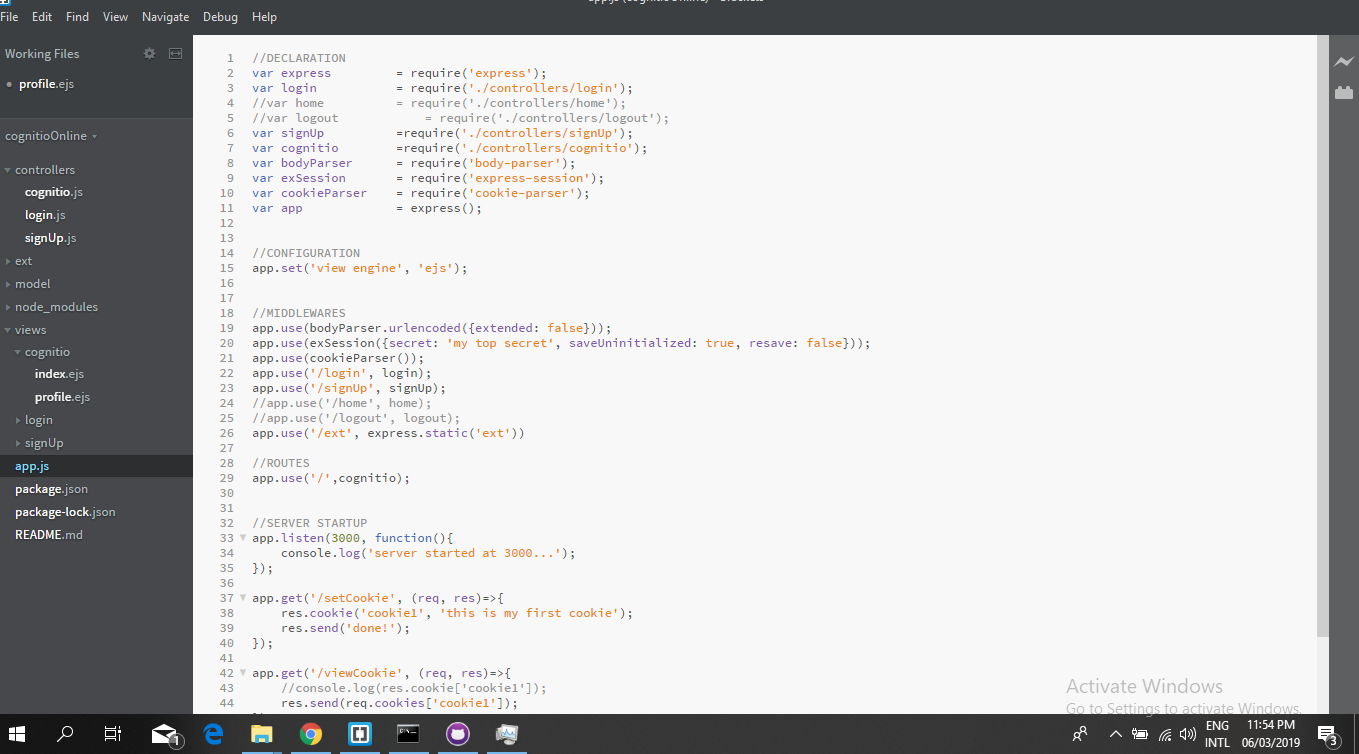 File Edit Find View Navigate Debug Help
Working Files
profile.ejs
cognitioOnline
controllers
cognitio.js
login.js
signUp.js
ext
model
node_modules
views
cognitio
index.ejs
profile.ejs
login
signUp
app.js
package.json
package-lock.json
README.md
1 //DECLARATION
2 var express = require('express');
3 var login = require('./controllers/login');
4 //var home = require('./controllers/home');
5 //var logout = require('./controllers/logout');
6 var signUp =require('./controllers/signUp');
7 var cognitio =require('./controllers/cognitio');
8 var bodyParser = require('body-parser');
9 var exSession = require('express-session');
10 var cookieParser = require('cookie-parser');
11 var app = express();
12
13
14 //CONFIGURATION
15 app.set('view engine', 'ejs');
16
17
18 //MIDDLEWARES
19 app.use(bodyParser.urlencoded({extended: false}));
20 app.use(exSession({secret: 'my top secret', saveUninitialized: true, resave: false}));
21 app.use(cookieParser());
22 app.use('/login', login);
23 app.use('/signUp', signUp);
24 //app.use('/home', home);
25 //app.use('/logout', logout);
26 app.use('/ext', express.static('ext'))
27
28 //ROUTES
29 app.use('/',cognitio);
30
31
32 //SERVER STARTUP
33 app.listen(3000, function(){
34 console.log('server started at 3000...');
35 });
36
37 app.get('/setCookie', (req, res)=>{
38 res.cookie('cookie1', 'this is my first cookie');
39 res.send('done!');
40 });
41
42 app.get('/viewCookie', (req, res)=>{
43 //console.log(res.cookie['cookie1']);
44 res.send(req.cookies['cookie1']);
Activate Windows
Go to Settings to activate Windows.
1
ENG
INTL
11:54 PM
06/03/2019
3